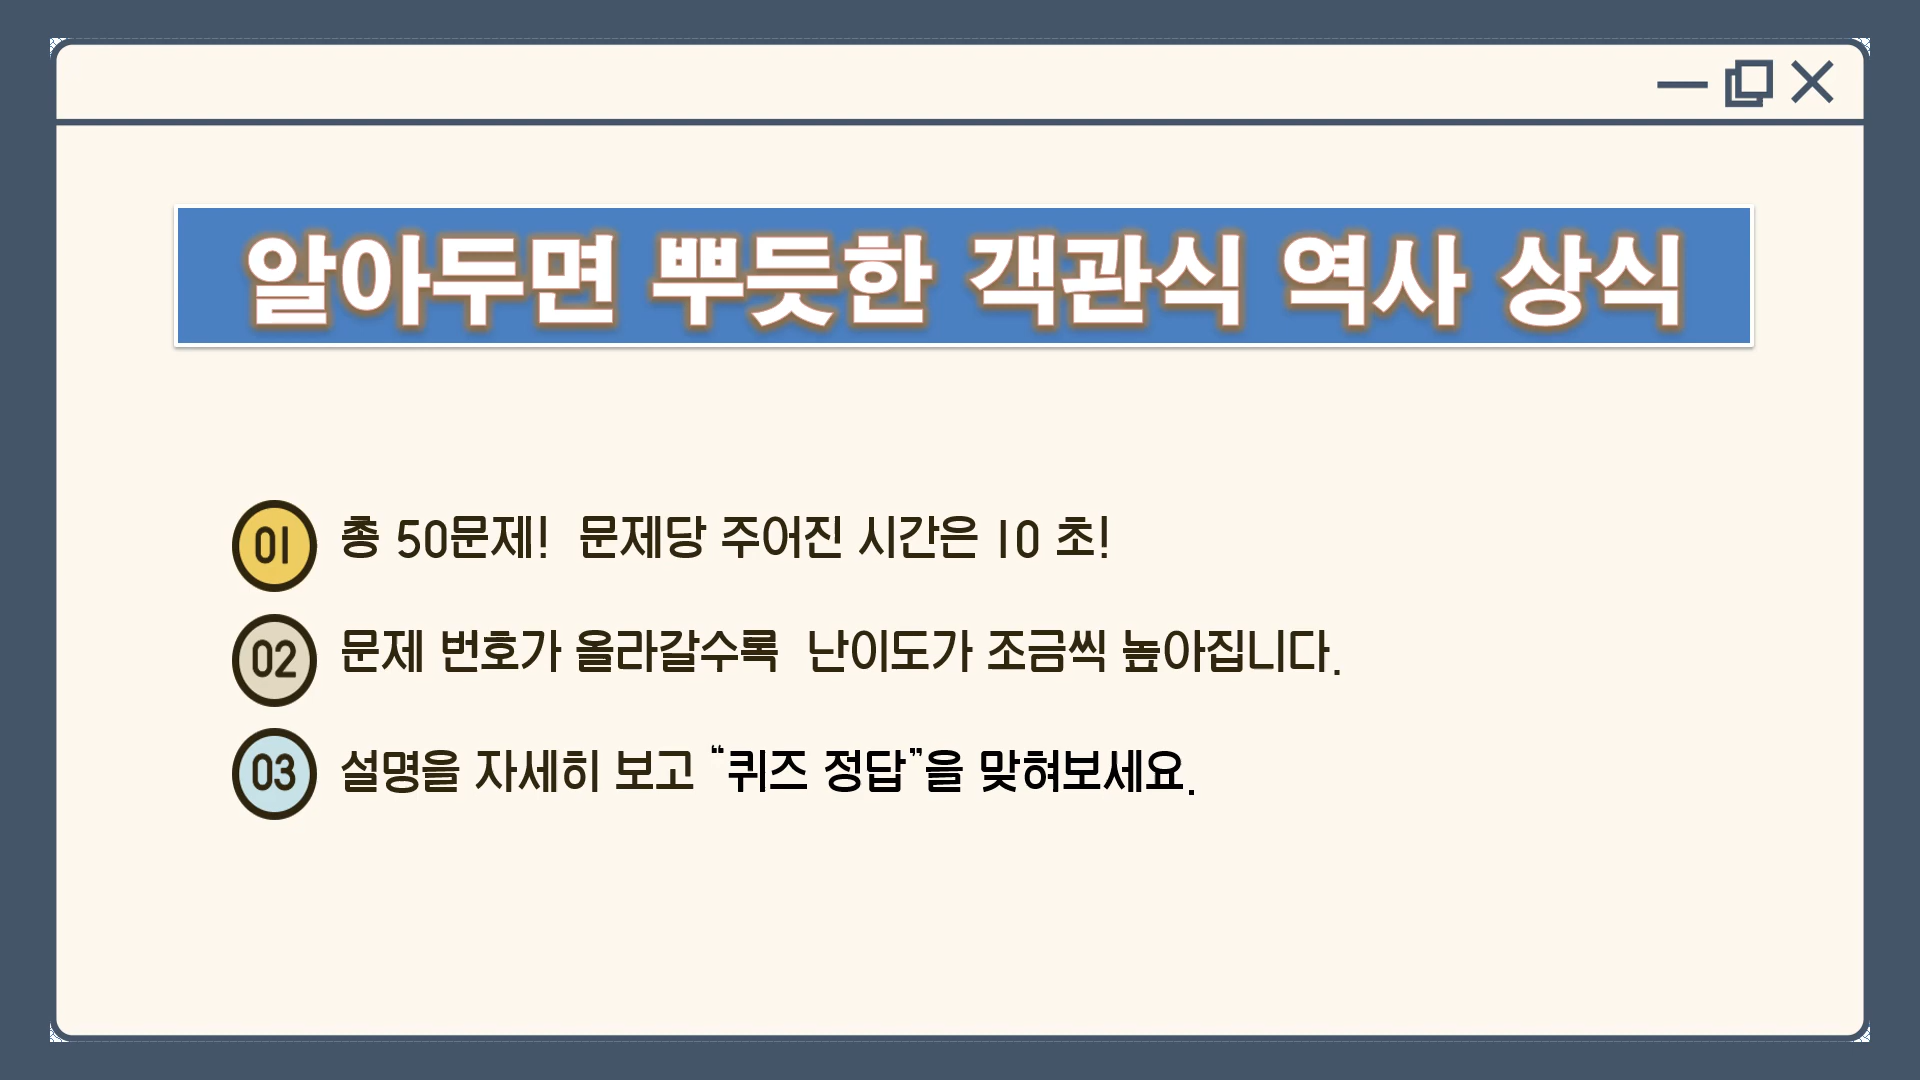 알아두면 뿌듯한 객관식 역사 상식
01 총 50문제! 문제당 주어진 시간은 10 초!
02 문제 번호가 올라갈수록 난이도가 조금씩 높아집니다.
03 설명을 자세히 보고 “퀴즈 정답”을 맞혀보세요.